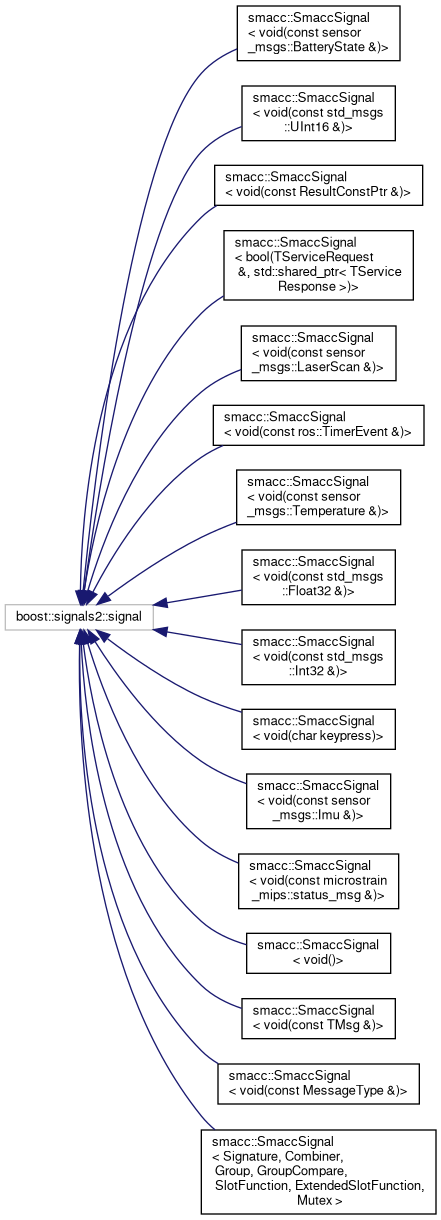 smacc::SmaccSignal
< void(const sensor
_msgs::BatteryState &)>
smacc::SmaccSignal
< void(const std_msgs
::UInt16 &)>
smacc::SmaccSignal
< void(const ResultConstPtr &)>
smacc::SmaccSignal
< bool(TServiceRequest
&, std::shared_ptr< TService
Response >)>
smacc::SmaccSignal
< void(const sensor
_msgs::LaserScan &)>
smacc::SmaccSignal
< void(const ros::TimerEvent &)>
smacc::SmaccSignal
< void(const sensor
_msgs::Temperature &)>
smacc::SmaccSignal
< void(const std_msgs
::Float32 &)>
boost::signals2::signal
smacc::SmaccSignal
< void(const std_msgs
::Int32 &)>
smacc::SmaccSignal
< void(char keypress)>
smacc::SmaccSignal
< void(const sensor
_msgs::Imu &)>
smacc::SmaccSignal
< void(const microstrain
_mips::status_msg &)>
smacc::SmaccSignal
< void()>
smacc::SmaccSignal
< void(const TMsg &)>
smacc::SmaccSignal
< void(const MessageType &)>
smacc::SmaccSignal
< Signature, Combiner,
Group, GroupCompare,
SlotFunction, ExtendedSlotFunction,
Mutex >